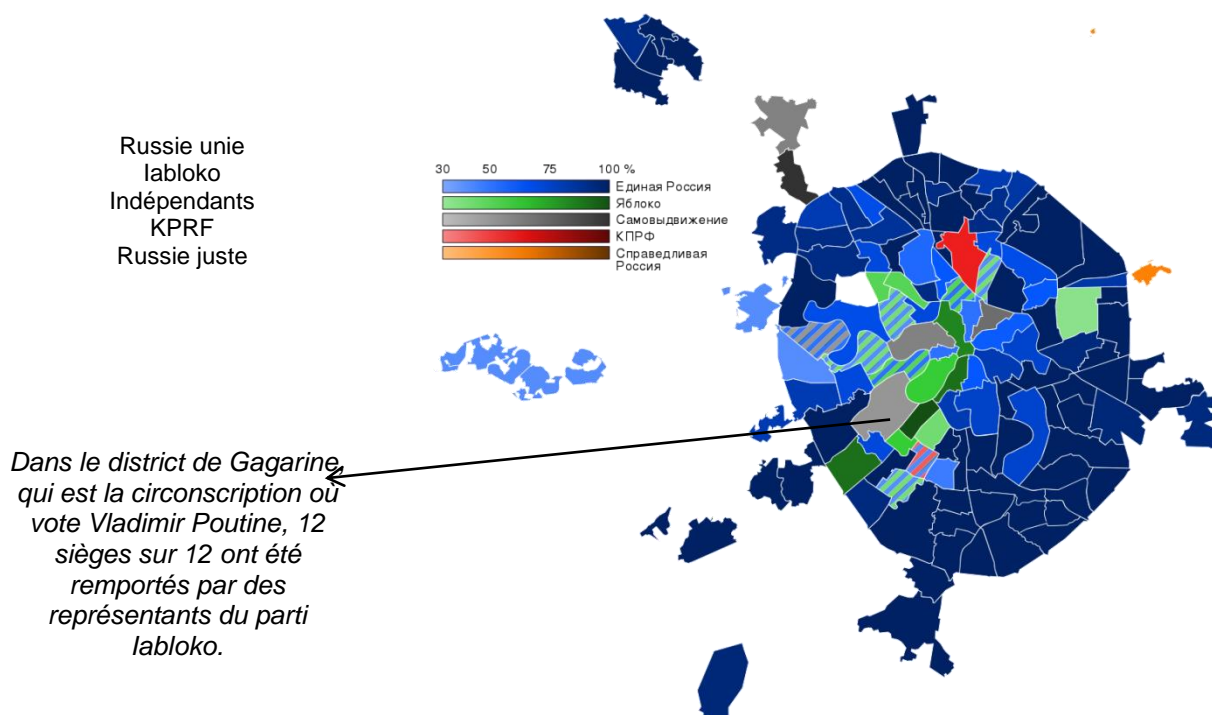 Russie unie
Iabloko
Indépendants
KPRF
Russie juste
30 50 75 100 %
Единая Россия
Яблоко
Самовыдвижение
КПРФ
Справедливая
Россия
Dans le district de Gagarine,
qui est la circonscription où
vote Vladimir Poutine, 12
sièges sur 12 ont été
remportés par des
représentants du parti
Iabloko.